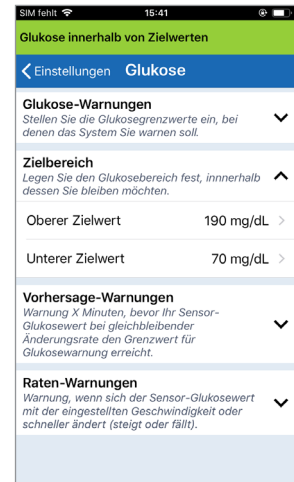 SIM fehlt 15:41
Glukose innerhalb von Zielwerten
Einstellungen Glukose
Glukose-Warnungen
Stellen Sie die Glukosegrenzwerte ein, bei
denen das System Sie warnen soll.
Zielbereich
Legen Sie den Glukosebereich fest, innnerhalb
dessen Sie bleiben möchten.
Oberer Zielwert 190 mg/dL
Unterer Zielwert 70 mg/dL
Vorhersage-Warnungen
Warnung X Minuten, bevor Ihr Sensor-
Glukosewert bei gleichbleibender
Änderungsrate den Grenzwert für
Glukosewarnung erreicht.
Raten-Warnungen
Warnung, wenn sich der Sensor-Glukosewert
mit der eingestellten Geschwindigkeit oder
schneller ändert (steigt oder fällt).